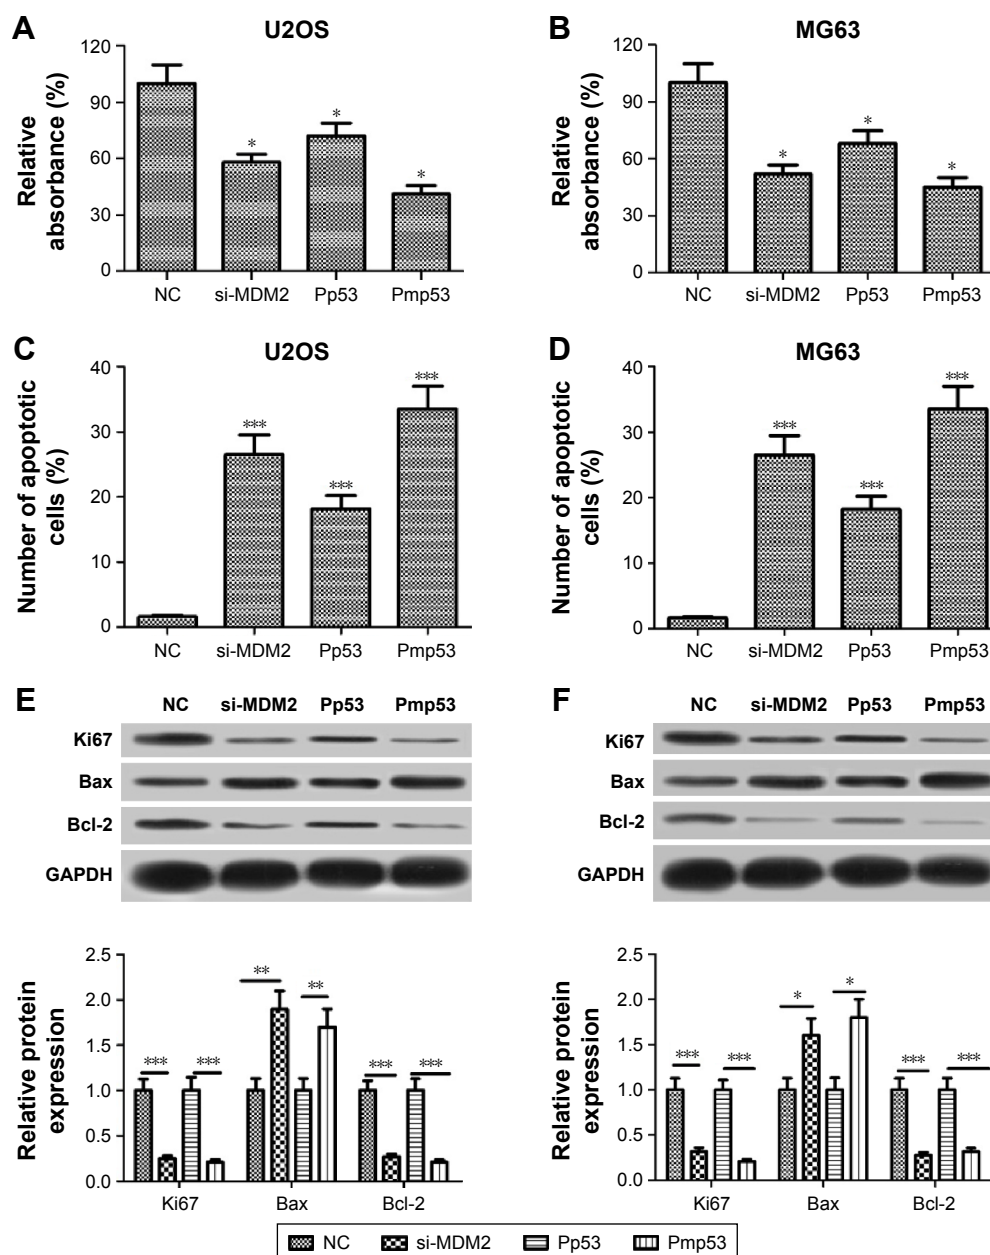 A
U2OS
Relative
absorbance (%)
120
90
60
30
0
*
*
*
NC si-MDM2 Pp53 Pmp53
B
MG63
Relative
absorbance (%)
120
90
60
30
0
*
*
*
NC si-MDM2 Pp53 Pmp53
C
U2OS
Number of apoptotic
cells (%)
40
30
20
10
0
***
***
***
NC si-MDM2 Pp53 Pmp53
D
MG63
Number of apoptotic
cells (%)
40
30
20
10
0
***
***
***
NC si-MDM2 Pp53 Pmp53
E
NC si-MDM2 Pp53 Pmp53
Ki67
Bax
Bcl-2
GAPDH
Relative protein
expression
2.5
2.0
1.5
1.0
0.5
0.0
*** *** ** ** *** ***
Ki67 Bax Bcl-2
F
NC si-MDM2 Pp53 Pmp53
Ki67
Bax
Bcl-2
GAPDH
Relative protein
expression
2.5
2.0
1.5
1.0
0.5
0.0
*** *** * * *** ***
Ki67 Bax Bcl-2
NC si-MDM2 Pp53 Pmp53